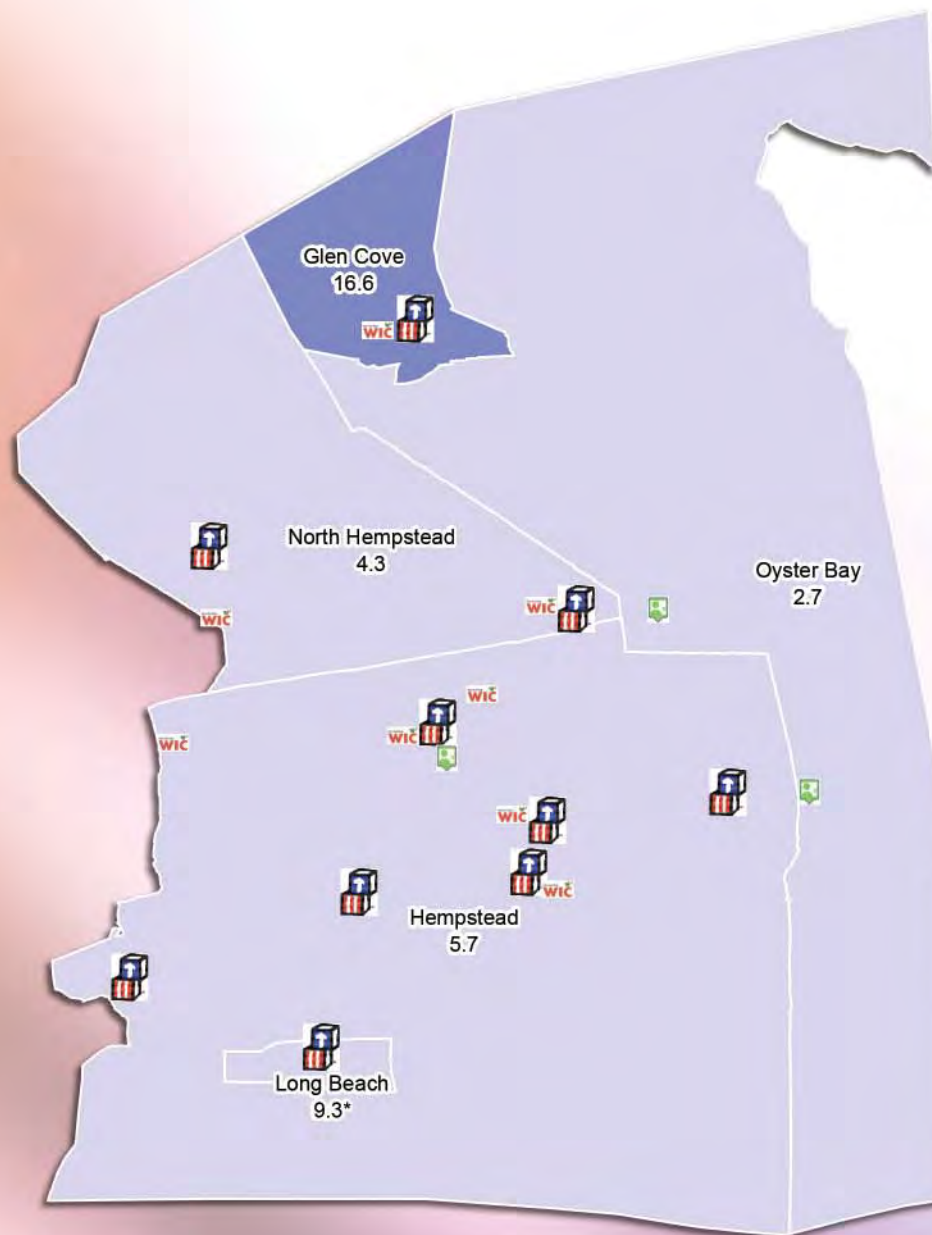 Glen Cove
16.6
WIC
North Hempstead
4.3
Oyster Bay
2.7
WIC
WIC
WIC
WIC
WIC
WIC
WIC
Hempstead
5.7
Long Beach
9.3*